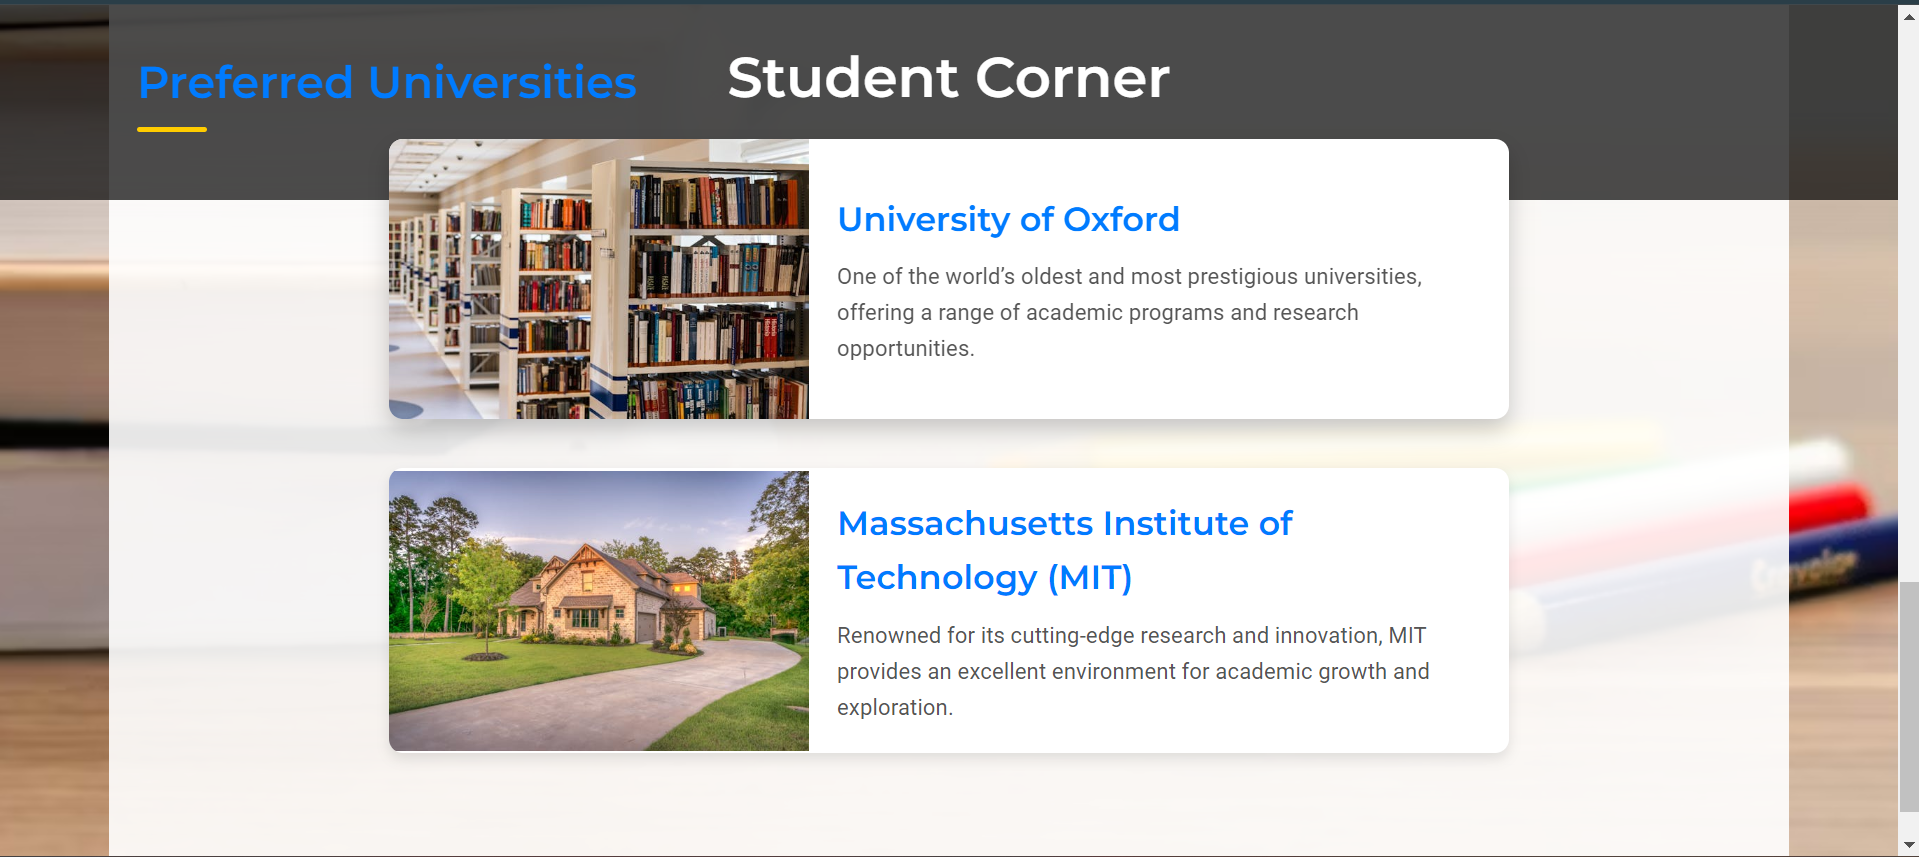 Preferred Universities
Student Corner
University of Oxford
One of the world’s oldest and most prestigious universities,
offering a range of academic programs and research
opportunities.
Massachusetts Institute of
Technology (MIT)
Renowned for its cutting-edge research and innovation, MIT
provides an excellent environment for academic growth and
exploration.